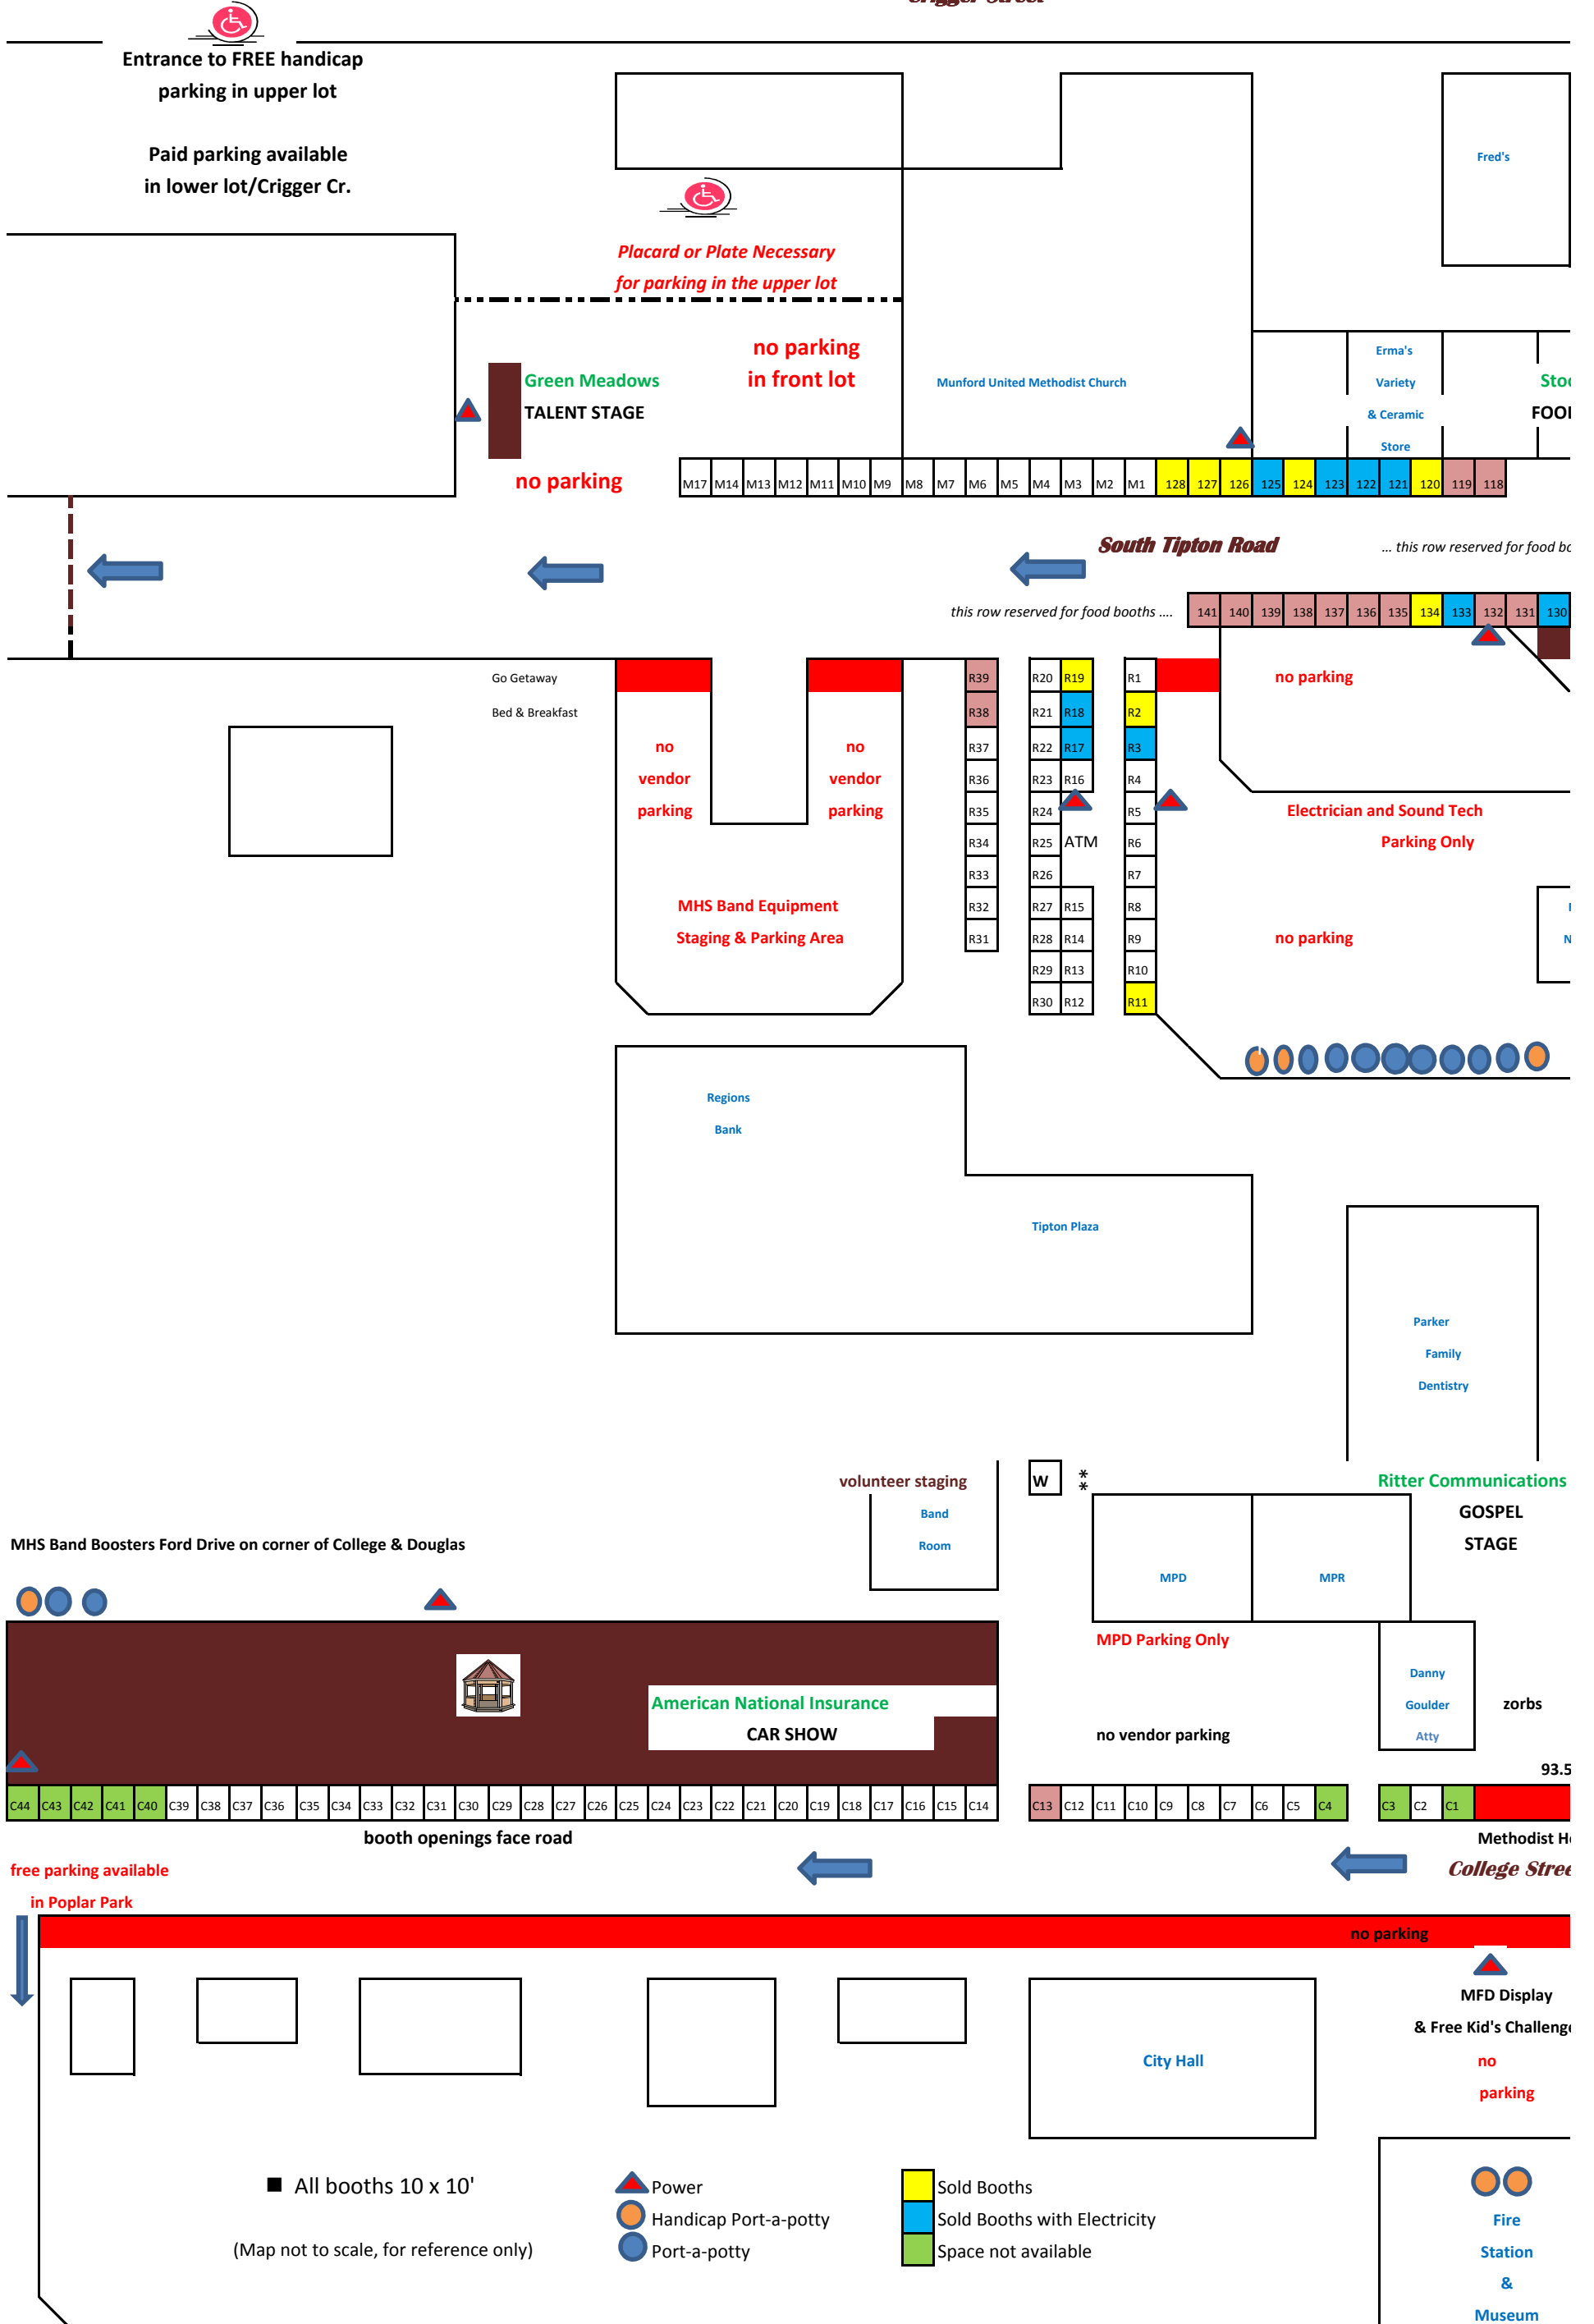 Crigger Street
Entrance to FREE handicap
parking in upper lot
Paid parking available
in lower lot/Crigger Cr.
Fred's
Placard or Plate Necessary
for parking in the upper lot
no parking
in front lot
Green Meadows
TALENT STAGE
no parking
Munford United Methodist Church
Erma's
Variety
& Ceramic
Store
M17 M14 M13 M12 M11 M10 M9 M8 M7 M6 M5 M4 M3 M2 M1 128 127 126 125 124 123 122 121 120 119 118
South Tipton Road
... this row reserved for food
this row reserved for food booths ....
141 140 139 138 137 136 135 134 133 132 131 130
Go Getaway
Bed & Breakfast
no
vendor
parking
no
vendor
parking
MHS Band Equipment
Staging & Parking Area
R39 R20 R19 R1
R38 R21 R18 R2
R37 R22 R17 R3
R36 R23 R16 R4
R35 R24 R5
R34 R25 ATM R6
R33 R26 R7
R32 R27 R15 R8
R31 R28 R14 R9
R29 R13 R10
R30 R12 R11
no parking
Electrician and Sound Tech
Parking Only
no parking
Regions
Bank
Tipton Plaza
Parker
Family
Dentistry
volunteer staging
W **
Band
Room
Ritter Communications
GOSPEL
STAGE
MHS Band Boosters Ford Drive on corner of College & Douglas
MPD
MPR
MPD Parking Only
Danny
Goulder
Atty
zorbs
American National Insurance
CAR SHOW
no vendor parking
93.5
C44 C43 C42 C41 C40 C39 C38 C37 C36 C35 C34 C33 C32 C31 C30 C29 C28 C27 C26 C25 C24 C23 C22 C21 C20 C19 C18 C17 C16 C15 C14 C13 C12 C11 C10 C9 C8 C7 C6 C5 C4 C3 C2 C1
booth openings face road
Methodist
College
free parking available
in Poplar Park
no parking
MFD Display
& Free Kid's Challenge
no
parking
City Hall
■ All booths 10 x 10'
(Map not to scale, for reference only)
Power
Handicap Port-a-potty
Port-a-potty
Sold Booths
Sold Booths with Electricity
Space not available
Fire
Station
&
Museum